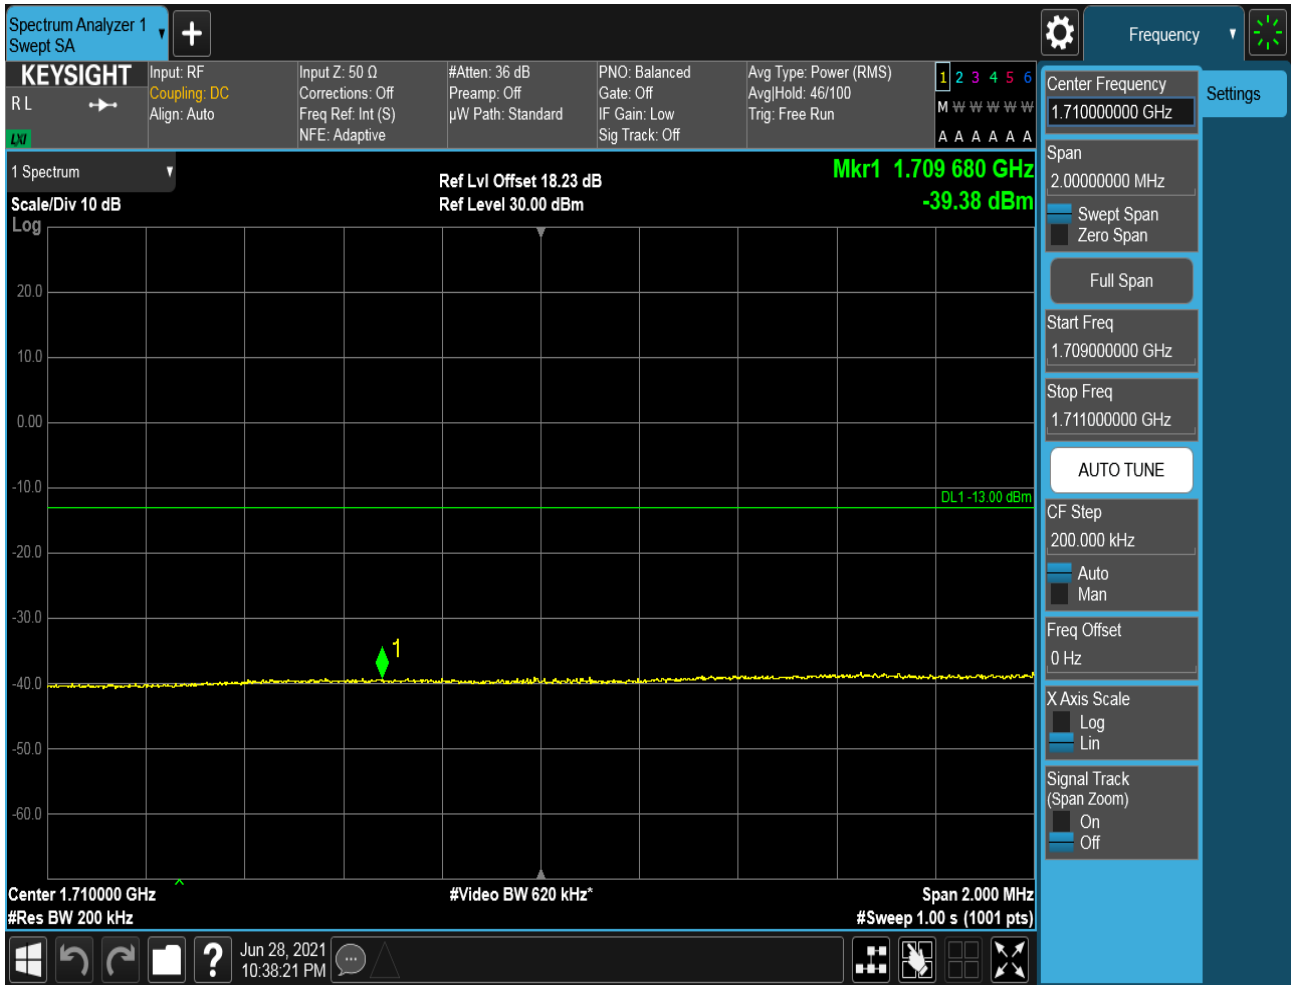 Spectrum Analyzer 1
Swept SA
Frequency
KEYSIGHT
R L
LXI
Input: RF
Coupling: DC
Align: Auto
Input Z: 50 Ω
Corrections: Off
Freq Ref: Int (S)
NFE: Adaptive
#Atten: 36 dB
Preamp: Off
µW Path: Standard
PNO: Balanced
Gate: Off
IF Gain: Low
Sig Track: Off
Avg Type: Power (RMS)
Avg|Hold: 46/100
Trig: Free Run
1 2 3 4 5 6
M W W W W W
A A A A A A
1 Spectrum
Scale/Div 10 dB
Log
Ref Lvl Offset 18.23 dB
Ref Level 30.00 dBm
Mkr1 1.709 680 GHz
-39.38 dBm
20.0
10.0
0.00
-10.0
DL1 -13.00 dBm
-20.0
-30.0
1
-40.0
-50.0
-60.0
Center 1.710000 GHz
#Video BW 620 kHz*
Span 2.000 MHz
#Res BW 200 kHz
#Sweep 1.00 s (1001 pts)
?
Jun 28, 2021
10:38:21 PM
Center Frequency
1.710000000 GHz
Settings
Span
2.00000000 MHz
Swept Span
Zero Span
Full Span
Start Freq
1.709000000 GHz
Stop Freq
1.711000000 GHz
AUTO TUNE
CF Step
200.000 kHz
Auto
Man
Freq Offset
0 Hz
X Axis Scale
Log
Lin
Signal Track
(Span Zoom)
On
Off